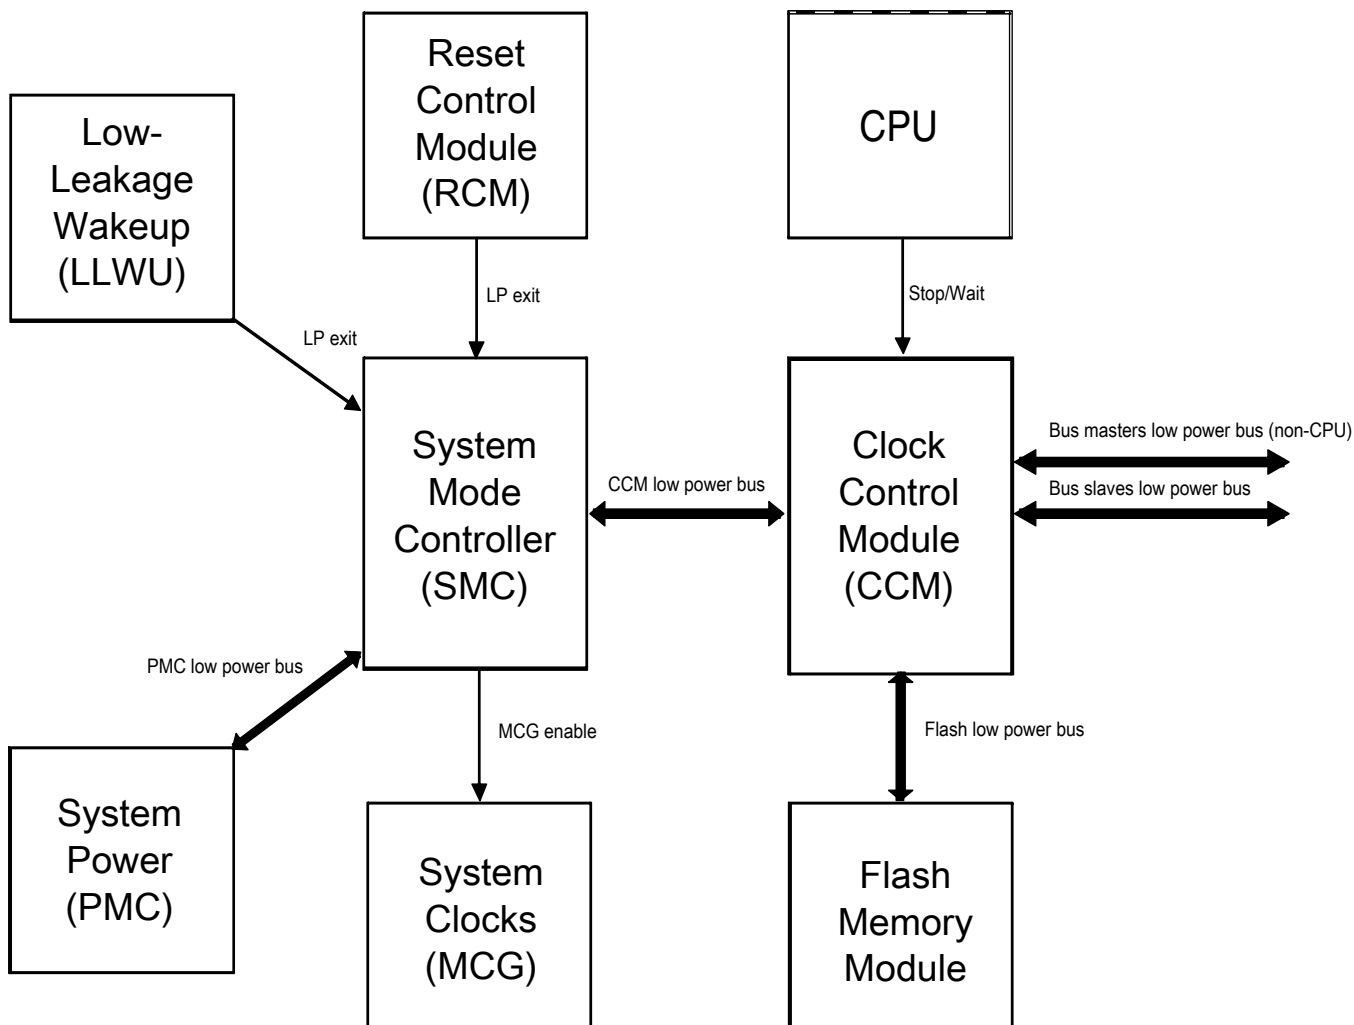 Reset
Control
Module
(RCM)
CPU
Low-
Leakage
Wakeup
(LLWU)
LP exit
Stop/Wait
LP exit
System
Mode
Controller
(SMC)
Clock
Control
Module
(CCM)
Bus masters low power bus (non-CPU)
CCM low power bus
Bus slaves low power bus
PMC low power bus
MCG enable
Flash low power bus
System
Power
(PMC)
System
Clocks
(MCG)
Flash
Memory
Module